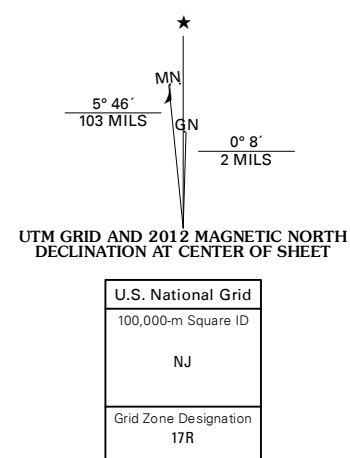 ★
MN
5° 46´
103 MILS
GN
0° 8´
2 MILS
UTM GRID AND 2012 MAGNETIC NORTH
DECLINATION AT CENTER OF SHEET
U.S. National Grid
100,000-m Square ID
NJ
Grid Zone Designation
17R